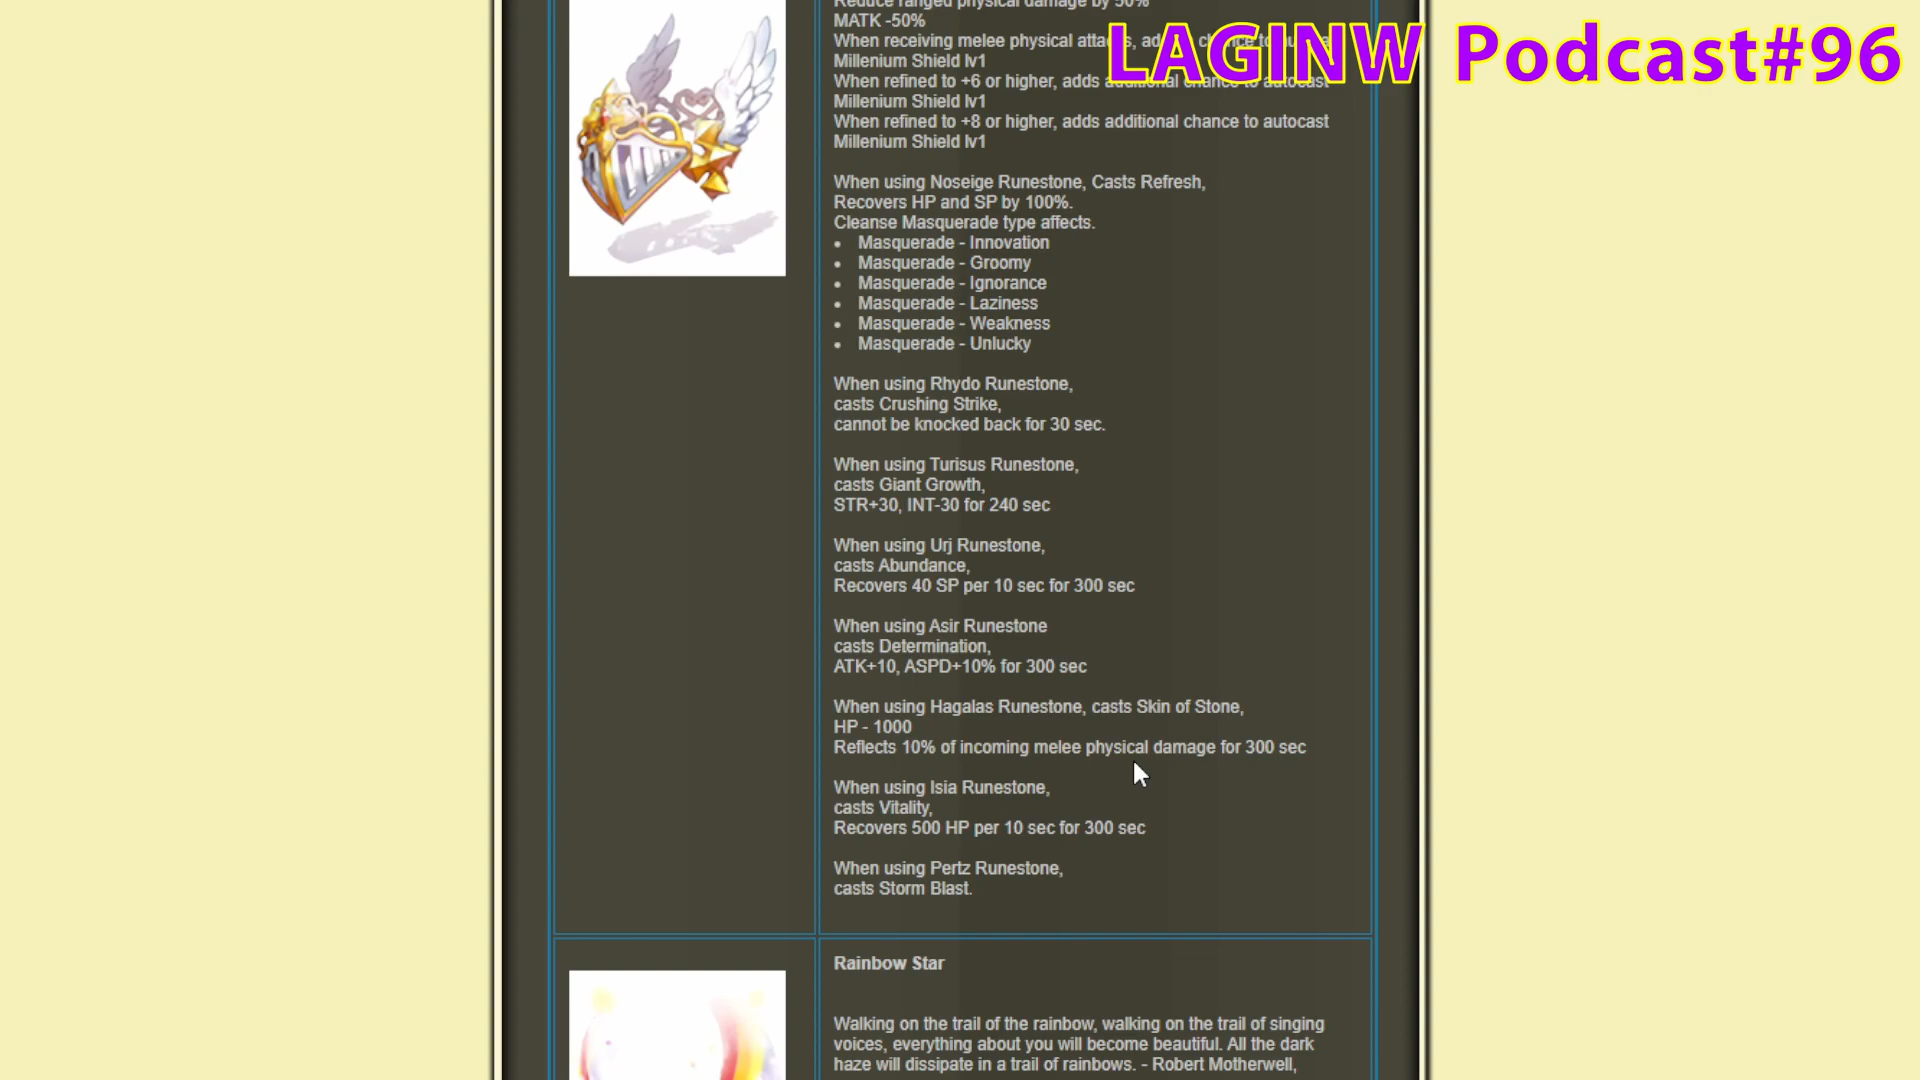 Reduce ranged physical damage by 50%
LAGINW Podcast#96
MATK -50%
When receiving melee physical
Millenium Shield lv1
When refined to +6 or higher, adds additional chance to autocast
Millenium Shield lv1
When refined to +8 or higher, adds additional chance to autocast
Millenium Shield lv1
When using Noseige Runestone, Casts Refresh,
Recovers HP and SP by 100%.
Cleanse Masquerade type affects.
• Masquerade - Innovation
• Masquerade - Groomy
• Masquerade - Ignorance
• Masquerade - Laziness
• Masquerade - Weakness
• Masquerade - Unlucky
When using Rhydo Runestone,
casts Crushing Strike,
cannot be knocked back for 30 sec.
When using Turisus Runestone,
casts Giant Growth,
STR+30, INT-30 for 240 sec
When using Urj Runestone,
casts Abundance,
Recovers 40 SP per 10 sec for 300 sec
When using Asir Runestone
casts Determination,
ATK+10, ASPD+10% for 300 sec
When using Hagalas Runestone, casts Skin of Stone,
HP - 1000
Reflects 10% of incoming melee physical damage for 300 sec
When using Isia Runestone,
casts Vitality,
Recovers 500 HP per 10 sec for 300 sec
When using Pertz Runestone,
casts Storm Blast.
Rainbow Star
Walking on the trail of the rainbow, walking on the trail of singing
voices, everything about you will become beautiful. All the dark
haze will dissipate in a trail of rainbows. - Robert Motherwell,